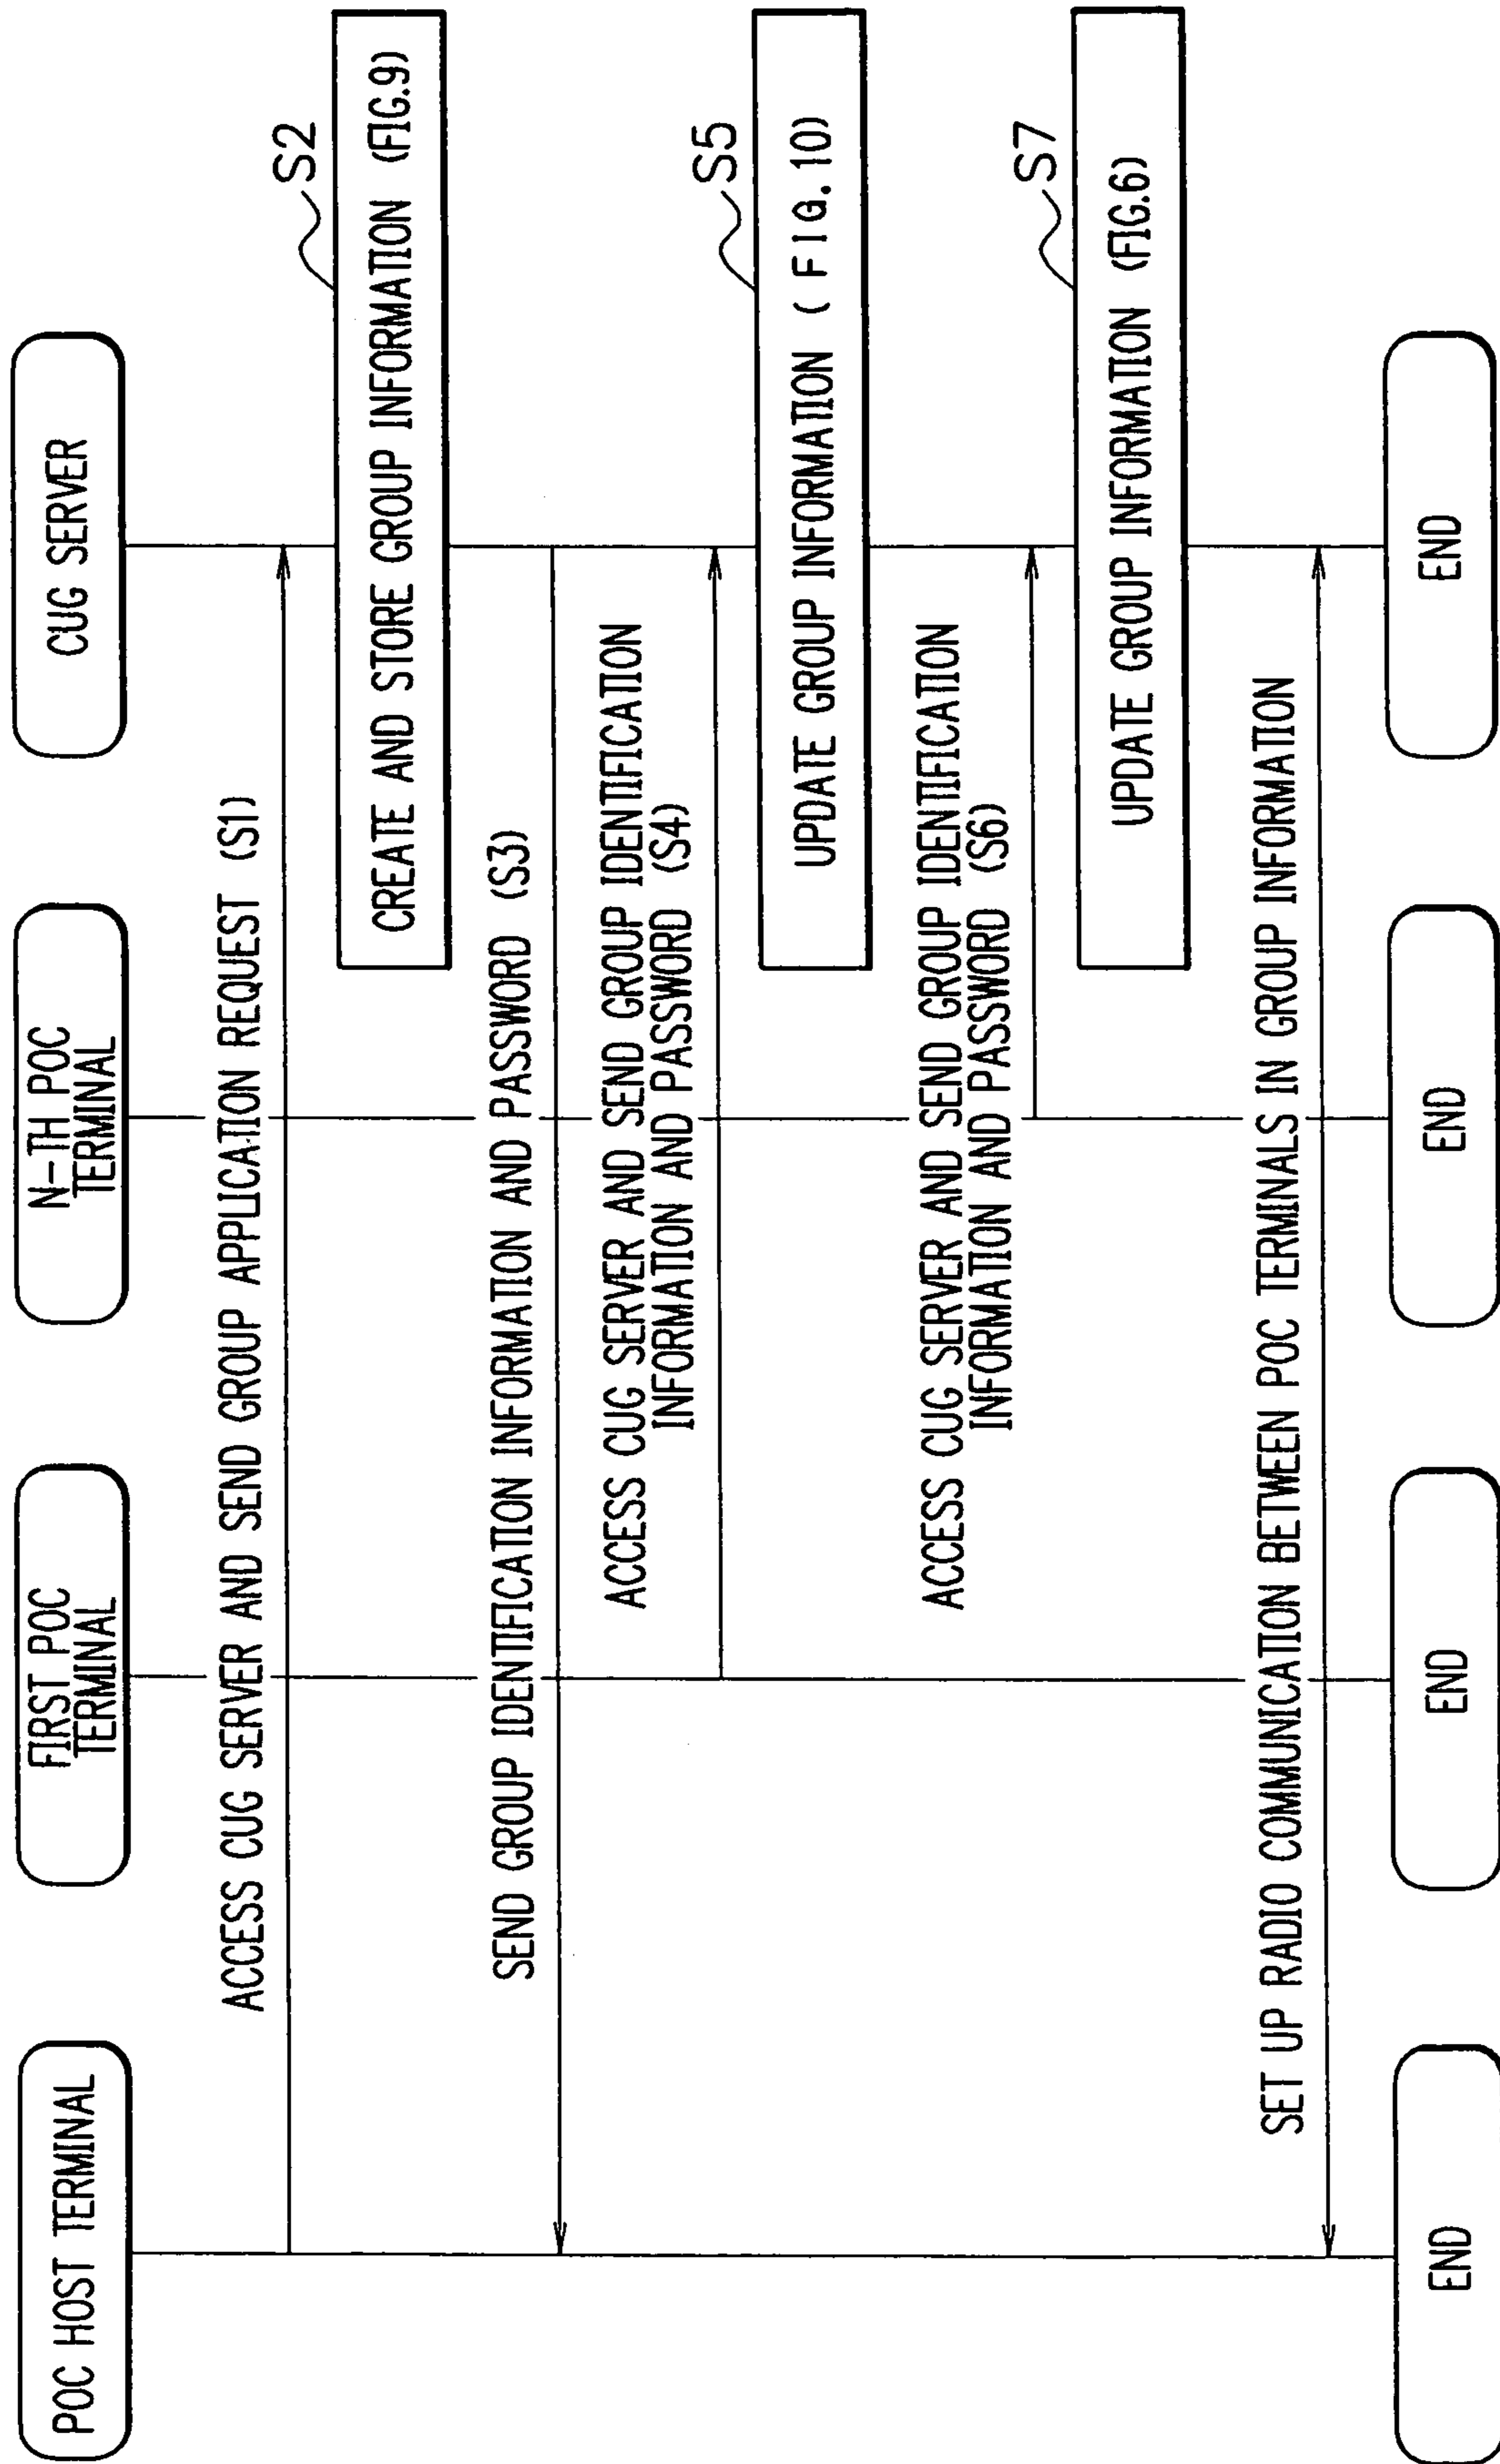 POC HOST TERMINAL
FIRST POC
TERMINAL
N-TH POC
TERMINAL
CUG SERVER
ACCESS CUG SERVER AND SEND GROUP APPLICATION REQUEST (S1)
S2
CREATE AND STORE GROUP INFORMATION (FIG.9)
SEND GROUP IDENTIFICATION INFORMATION AND PASSWORD (S3)
ACCESS CUG SERVER AND SEND GROUP IDENTIFICATION
INFORMATION AND PASSWORD (S4)
S5
UPDATE GROUP INFORMATION (FIG.10)
ACCESS CUG SERVER AND SEND GROUP IDENTIFICATION
INFORMATION AND PASSWORD (S6)
S7
UPDATE GROUP INFORMATION (FIG.6)
SET UP RADIO COMMUNICATION BETWEEN POC TERMINALS IN GROUP INFORMATION
END
END
END
END